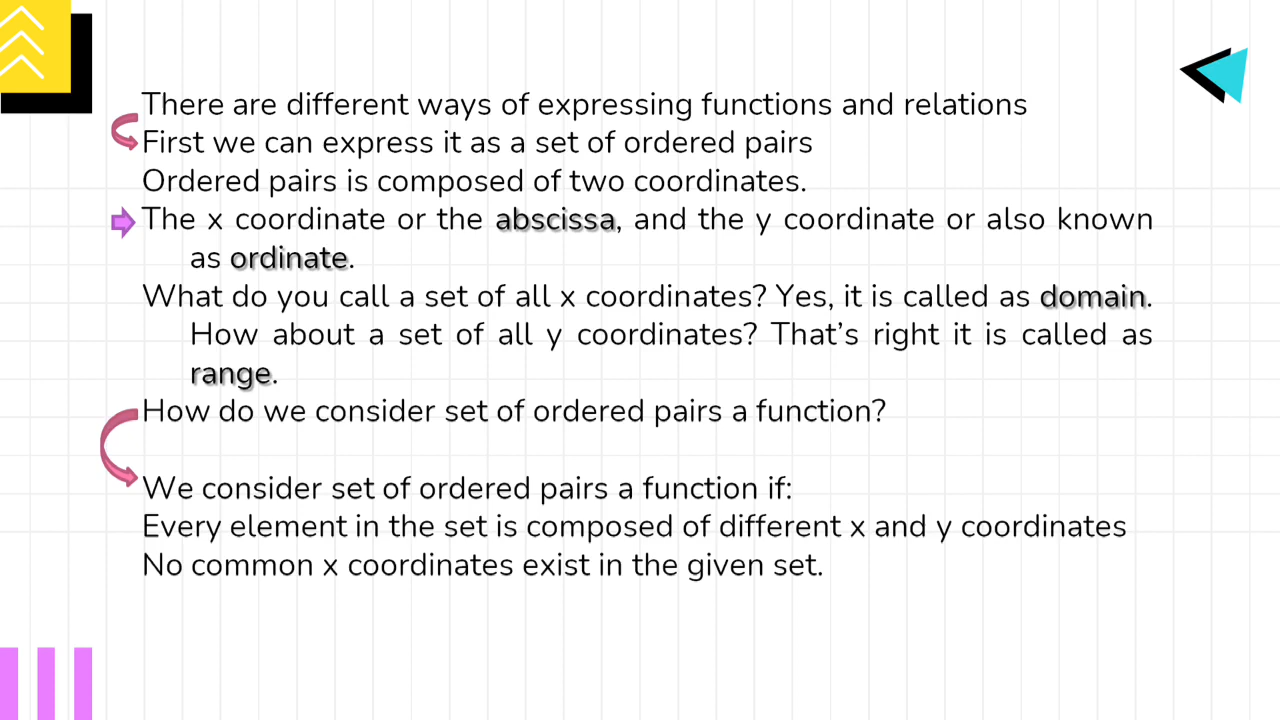 There are different ways of expressing functions and relations
First we can express it as a set of ordered pairs
Ordered pairs is composed of two coordinates.
The x coordinate or the abscissa, and the y coordinate or also known
as ordinate.
What do you call a set of all x coordinates? Yes, it is called as domain.
How about a set of all y coordinates? That’s right it is called as
range.
How do we consider set of ordered pairs a function?
We consider set of ordered pairs a function if:
Every element in the set is composed of different x and y coordinates
No common x coordinates exist in the given set.